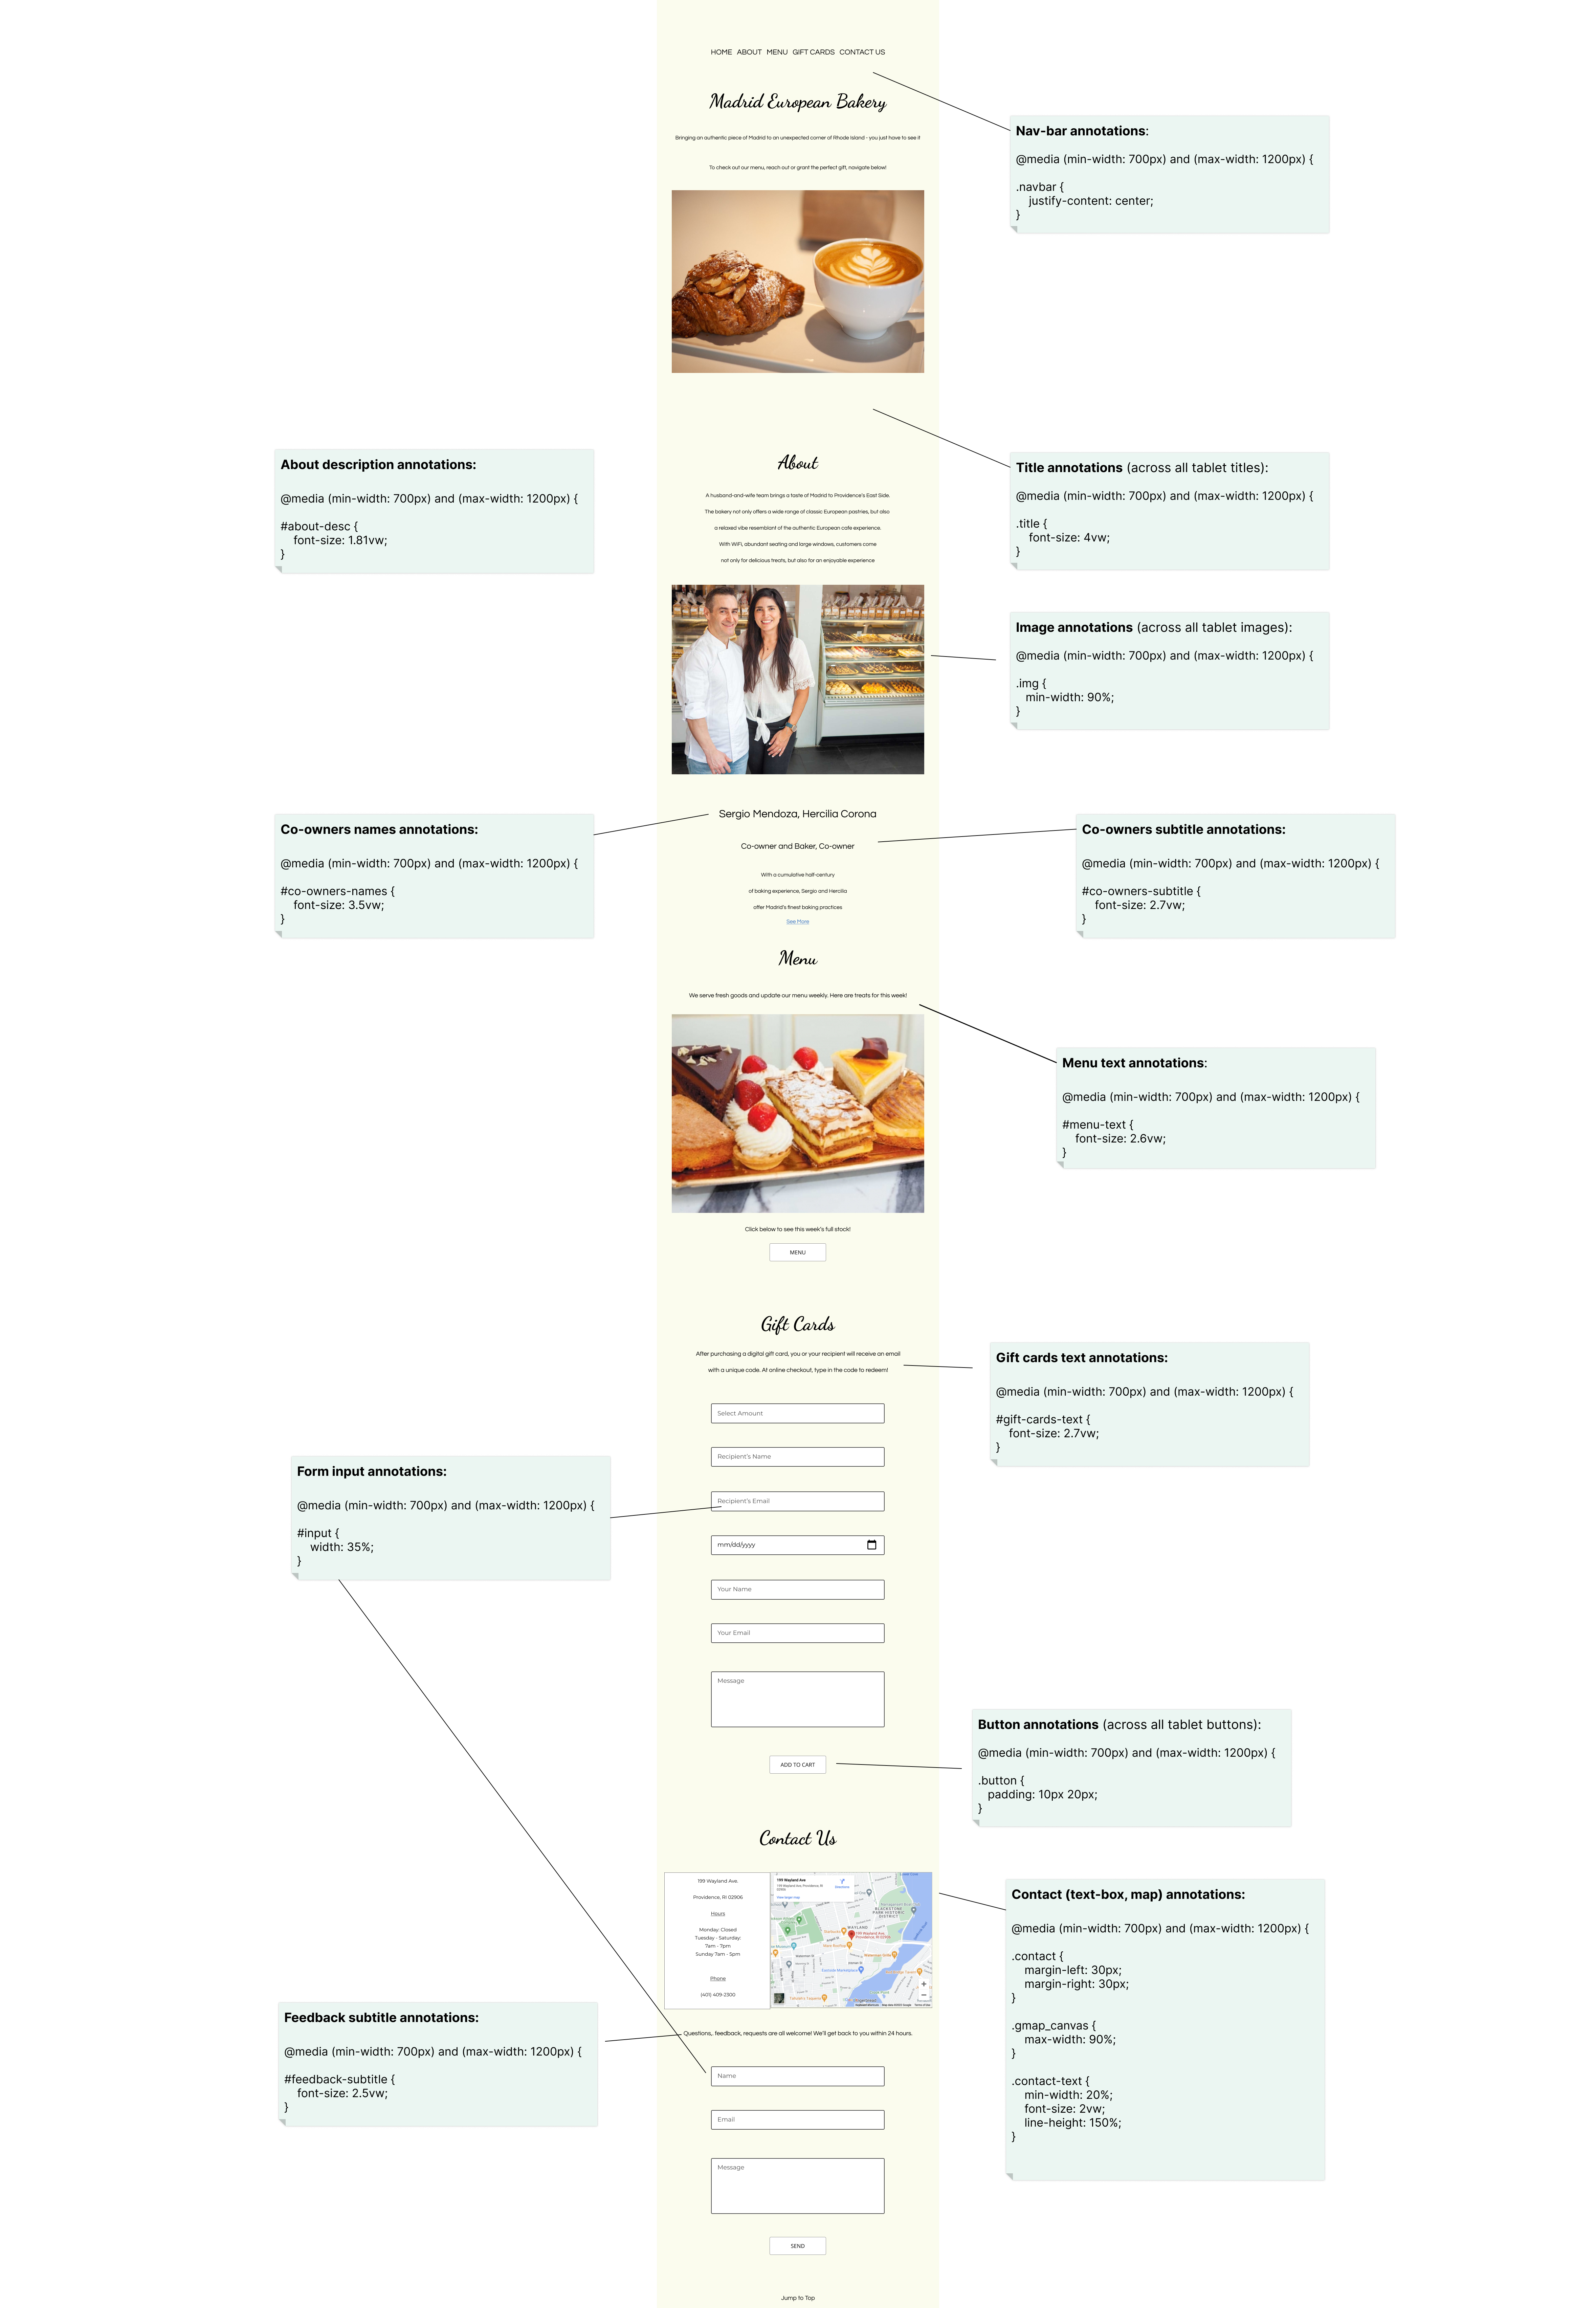 HOME ABOUT MENU GIFT CARDS CONTACT US
Madrid European Bakery
Bringing an authentic piece of Madrid to an unexpected corner of Rhode Island - you just have to see it
To check out our menu, reach out or grant the perfect gift, navigate below!
Nav-bar annotations:
@media (min-width: 700px) and (max-width: 1200px) {
.navbar {
justify-content: center;
}
About
A husband-and-wife team brings a taste of Madrid to Providence's East Side.
The bakery not only offers a wide range of classic European pastries, but also
a relaxed vibe resemblant of the authentic European cafe experience.
With WiFi, abundant seating and large windows, customers come
not only for delicious treats, but also for an enjoyable experience
About description annotations:
@media (min-width: 700px) and (max-width: 1200px) {
#about-desc {
font-size: 1.81vw;
}
Title annotations (across all tablet titles):
@media (min-width: 700px) and (max-width: 1200px) {
.title {
font-size: 4vw;
}
Image annotations (across all tablet images):
@media (min-width: 700px) and (max-width: 1200px) {
.img {
min-width: 90%;
}
Sergio Mendoza, Hercilia Corona
Co-owner and Baker, Co-owner
With a cumulative half-century
of baking experience, Sergio and Hercilia
offer Madrid's finest baking practices
See More
Co-owners names annotations:
@media (min-width: 700px) and (max-width: 1200px) {
#co-owners-names {
font-size: 3.5vw;
}
Co-owners subtitle annotations:
@media (min-width: 700px) and (max-width: 1200px) {
#co-owners-subtitle {
font-size: 2.7vw;
}
Menu
We serve fresh goods and update our menu weekly. Here are treats for this week!
Menu text annotations:
@media (min-width: 700px) and (max-width: 1200px) {
#menu-text {
font-size: 2.6vw;
}
Click below to see this week's full stock!
MENU
Gift Cards
After purchasing a digital gift card, you or your recipient will receive an email
with a unique code. At online checkout, type in the code to redeem!
Gift cards text annotations:
@media (min-width: 700px) and (max-width: 1200px) {
#gift-cards-text {
font-size: 2.7vw;
}
Select Amount
Recipient's Name
Recipient's Email
mm/dd/yyyy
Your Name
Your Email
Message
ADD TO CART
Form input annotations:
@media (min-width: 700px) and (max-width: 1200px) {
#input {
width: 35%;
}
Button annotations (across all tablet buttons):
@media (min-width: 700px) and (max-width: 1200px) {
.button {
padding: 10px 20px;
}
Contact Us
199 Wayland Ave.
Providence, RI 02906
Hours
Monday: Closed
Tuesday - Saturday:
7am - 7pm
Sunday 7am - 5pm
Phone
(401) 409-2300
199 Wayland Ave
Directions
View larger map
BLACKSTONE
PARK HISTORIC
DISTRICT
WAYLAND
199 Wayland Ave,
Providence, RI 02906
Contact (text-box, map) annotations:
@media (min-width: 700px) and (max-width: 1200px) {
.contact {
margin-left: 30px;
margin-right: 30px;
}
.gmap_canvas {
max-width: 90%;
}
.contact-text {
min-width: 20%;
font-size: 2vw;
line-height: 150%;
}
Feedback subtitle annotations:
@media (min-width: 700px) and (max-width: 1200px) {
#feedback-subtitle {
font-size: 2.5vw;
}
Questions,. feedback, requests are all welcome! We'll get back to you within 24 hours.
Name
Email
Message
SEND
Jump to Top